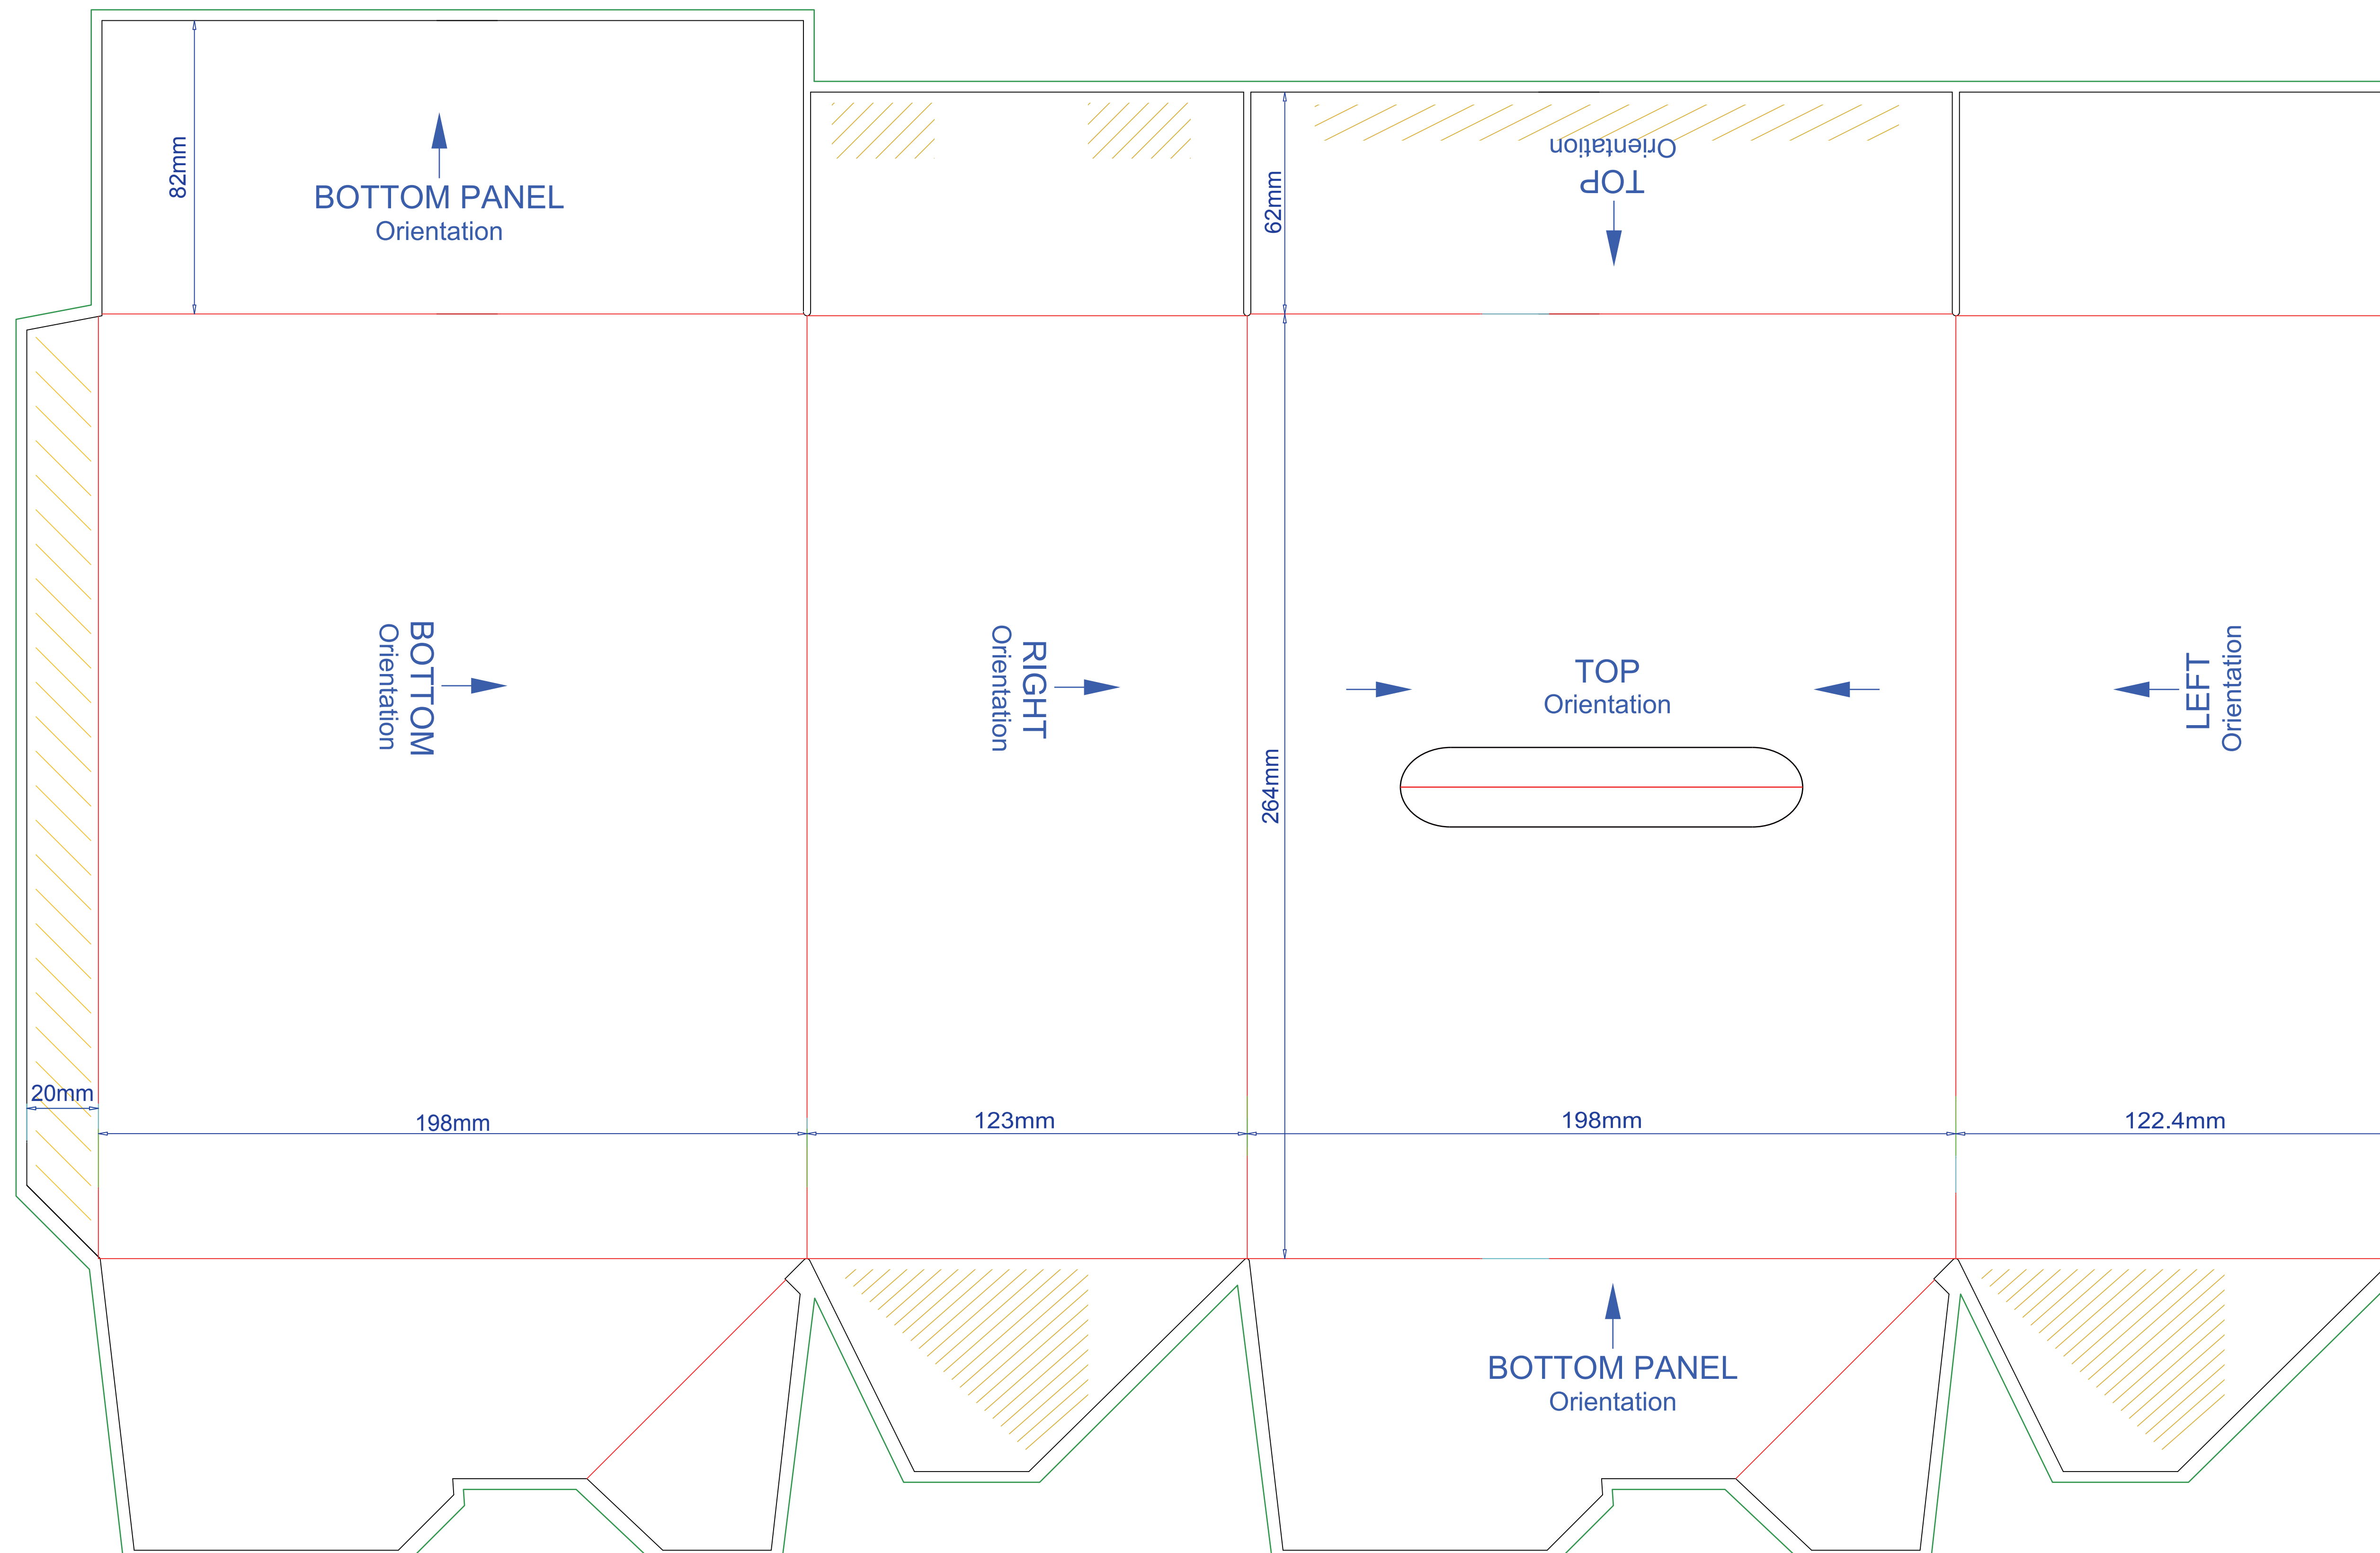 82mm
BOTTOM PANEL
Orientation
62mm
TOP
Orientation
BOTTOM
Orientation
RIGHT
Orientation
TOP
Orientation
LEFT
Orientation
264mm
20mm
198mm
123mm
198mm
122.4mm
BOTTOM PANEL
Orientation